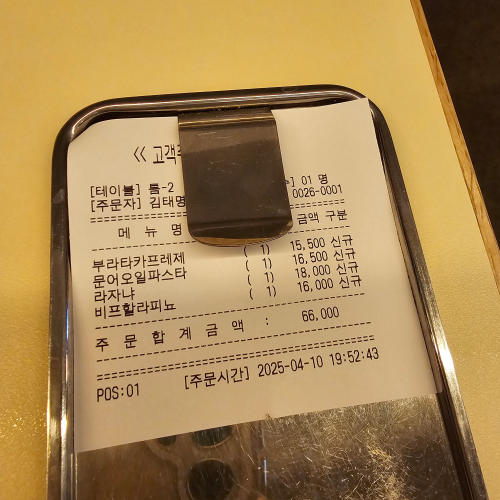 << 고객
[테이블] 룸-2 ] 01 명
[주문자] 김태명 0026-0001
메 뉴 명 금액 구분
부라타카프레제 ( 1) 15,500 신규
문어오일파스타 ( 1) 16,500 신규
라자냐 ( 1) 18,000 신규
비프할라피뇨 ( 1) 16,000 신규
주 문 합 계 금 액 : 66,000
POS:01 [주문시간] 2025-04-10 19:52:43